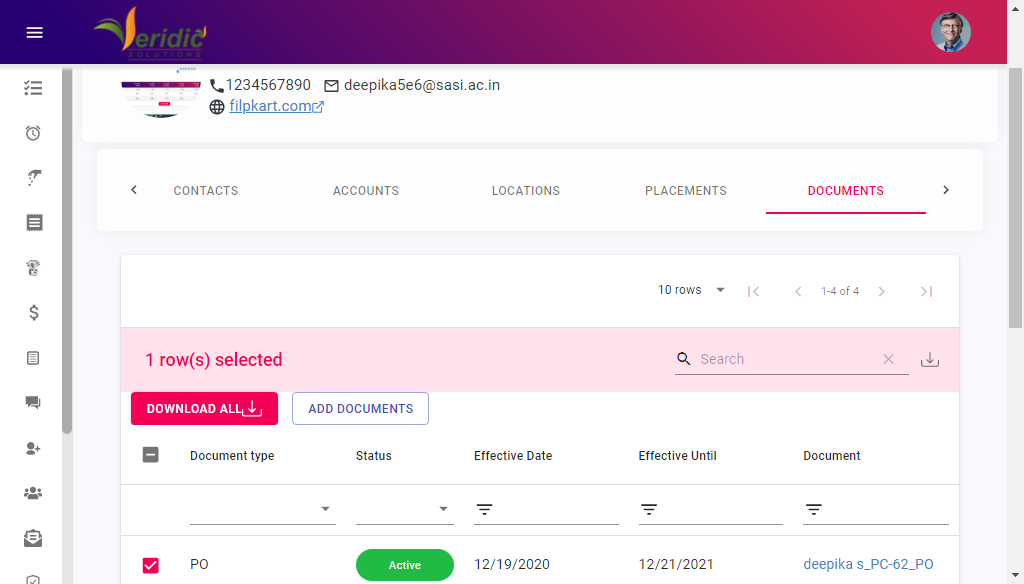 Veridic
SOLUTIONS
1234567890 deepika5e6@sasi.ac.in
filpkart.com
CONTACTS ACCOUNTS LOCATIONS PLACEMENTS DOCUMENTS
10 rows 1-4 of 4
1 row(s) selected Search
DOWNLOAD ALL ADD DOCUMENTS
Document type Status Effective Date Effective Until Document
PO Active 12/19/2020 12/21/2021 deepika s_PC-62_PO